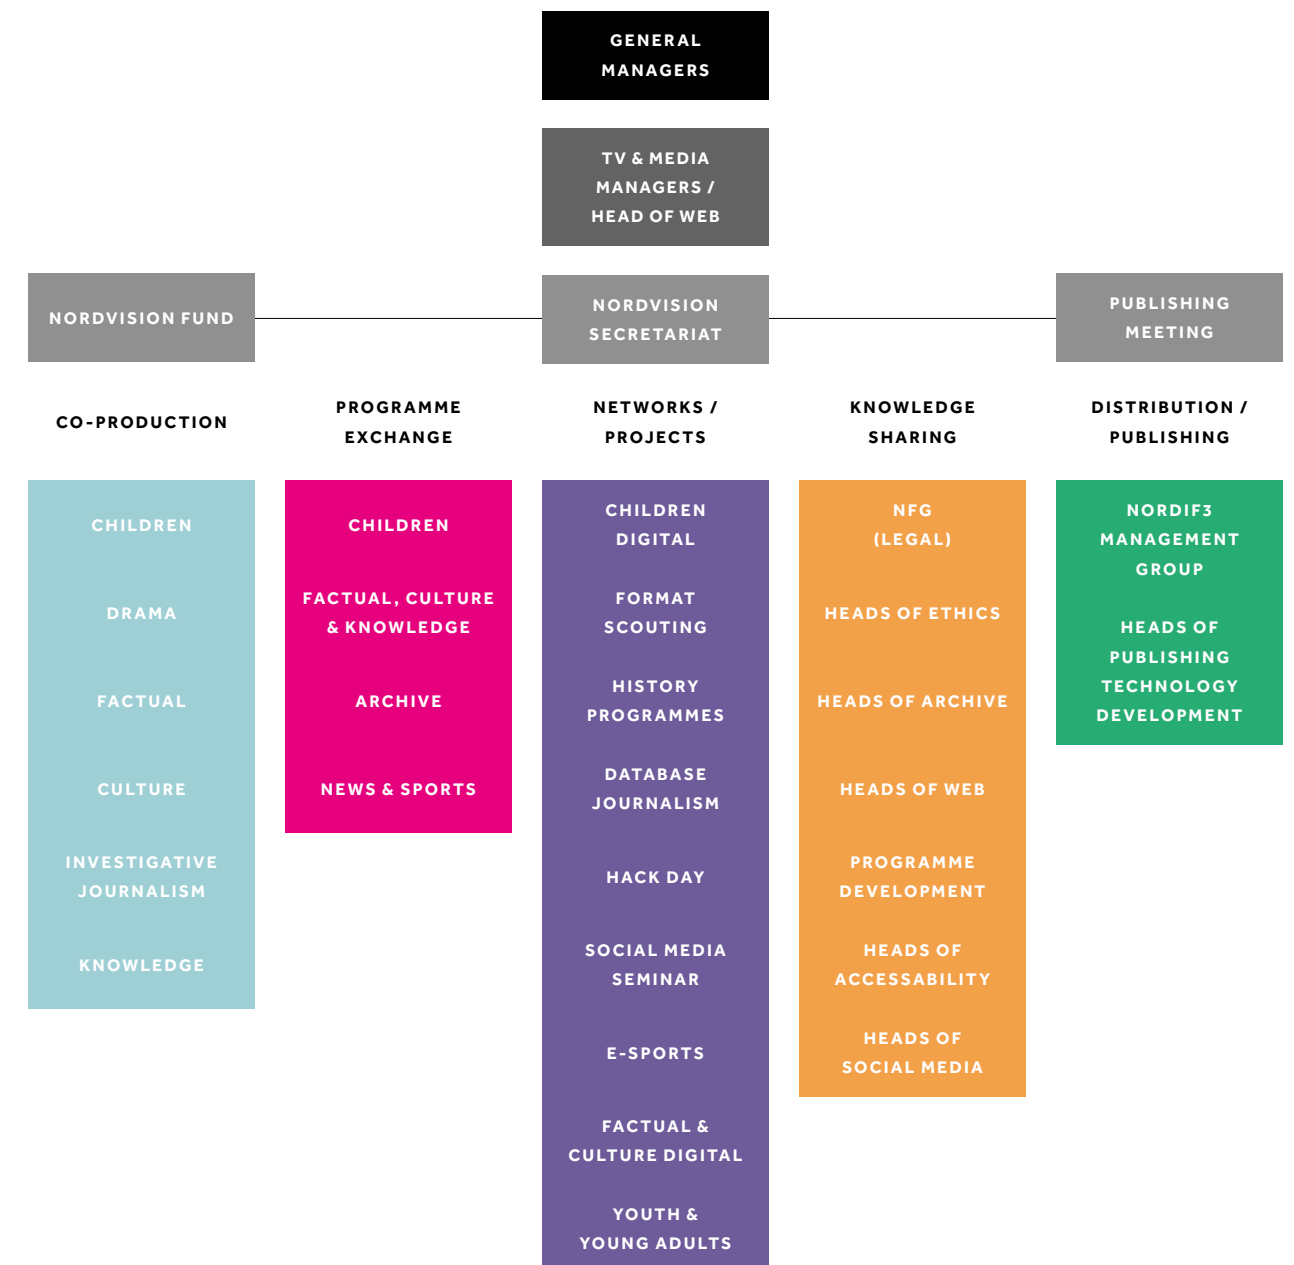 GENERAL
MANAGERS
TV & MEDIA
MANAGERS /
HEAD OF WEB
NORDVISION FUND
NORDVISION
SECRETARIAT
PUBLISHING
MEETING
CO-PRODUCTION
PROGRAMME
EXCHANGE
NETWORKS /
PROJECTS
KNOWLEDGE
SHARING
DISTRIBUTION /
PUBLISHING
CHILDREN
DRAMA
FACTUAL
CULTURE
INVESTIGATIVE
JOURNALISM
KNOWLEDGE
CHILDREN
FACTUAL, CULTURE
& KNOWLEDGE
ARCHIVE
NEWS & SPORTS
CHILDREN
DIGITAL
FORMAT
SCOUTING
HISTORY
PROGRAMMES
DATABASE
JOURNALISM
HACK DAY
SOCIAL MEDIA
SEMINAR
E-SPORTS
FACTUAL &
CULTURE DIGITAL
YOUTH &
YOUNG ADULTS
NFG
(LEGAL)
HEADS OF ETHICS
HEADS OF ARCHIVE
HEADS OF WEB
PROGRAMME
DEVELOPMENT
HEADS OF
ACCESSABILITY
HEADS OF
SOCIAL MEDIA
NORDIF3
MANAGEMENT
GROUP
HEADS OF
PUBLISHING
TECHNOLOGY
DEVELOPMENT